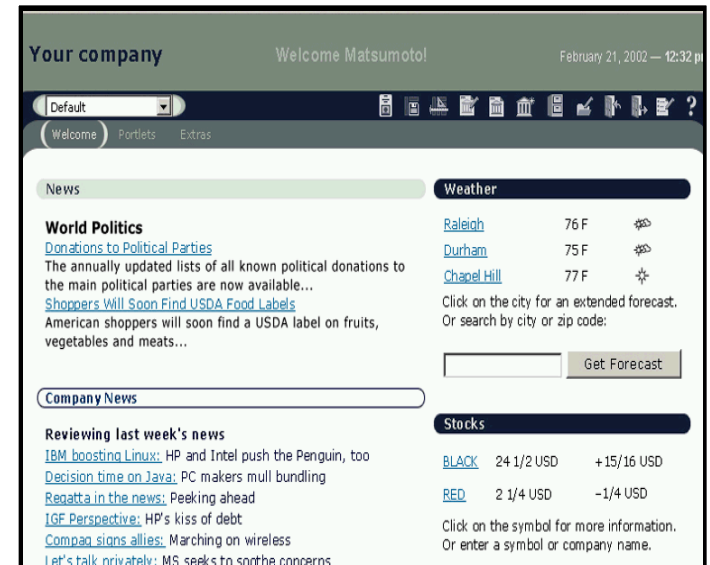 Your company
Welcome Matsumoto!
February 21, 2002 — 12:32 p
Default
?
Welcome Portlets Extras
News
World Politics
Donations to Political Parties
The annually updated lists of all known political donations to
the main political parties are now available...
Shoppers Will Soon Find USDA Food Labels
American shoppers will soon find a USDA label on fruits,
vegetables and meats...
Company News
Reviewing last week's news
IBM boosting Linux: HP and Intel push the Penguin, too
Decision time on Java: PC makers mull bundling
Regatta in the news: Peeking ahead
IGF Perspective: HP's kiss of debt
Compaq signs allies: Marching on wireless
Let's talk privately: MS seeks to soothe concerns
Weather
Raleigh 76 F
Durham 75 F
Chapel Hill 77 F
Click on the city for an extended forecast.
Or search by city or zip code:
Get Forecast
Stocks
BLACK 24 1/2 USD +15/16 USD
RED 2 1/4 USD –1/4 USD
Click on the symbol for more information.
Or enter a symbol or company name.